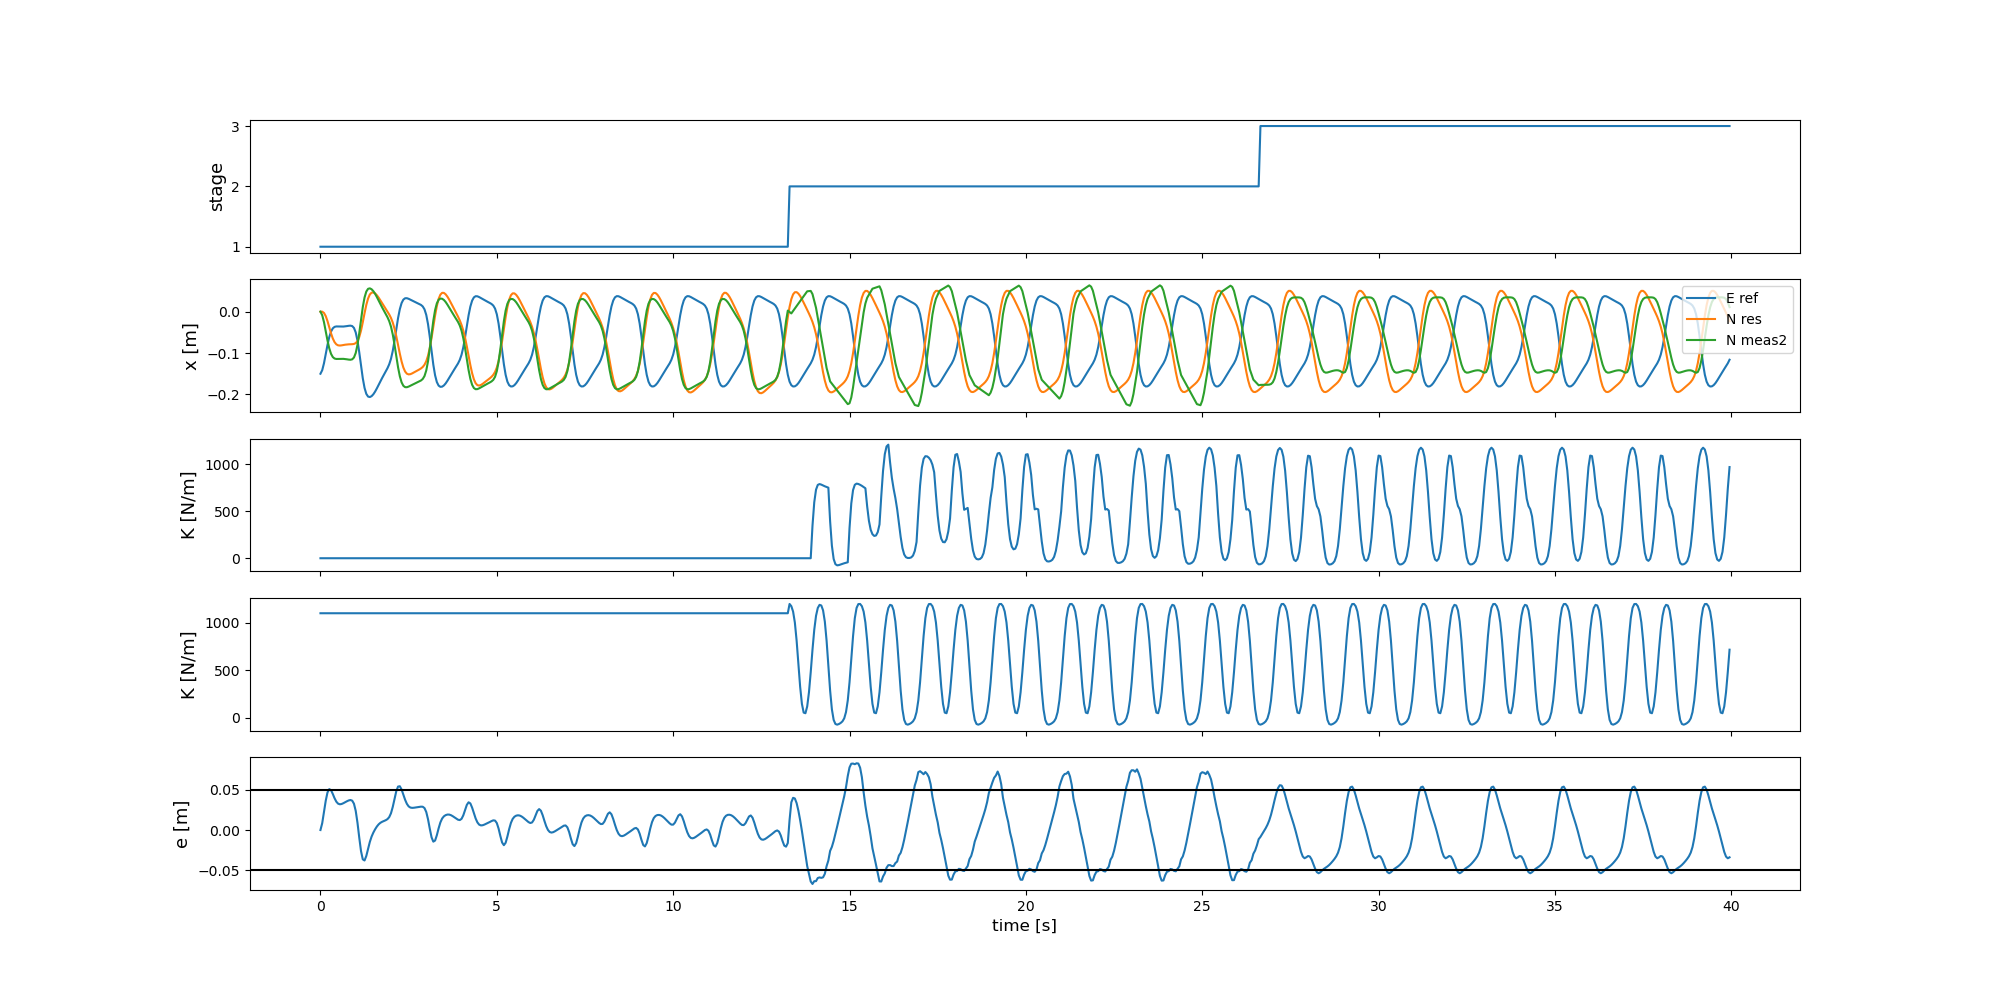 stage
3
2
1
x [m]
0.0
−0.1
−0.2
E ref
N res
N meas2
K [N/m]
1000
500
0
K [N/m]
1000
500
0
e [m]
0.05
0.00
−0.05
0 5 10 15 20 25 30 35 40
time [s]